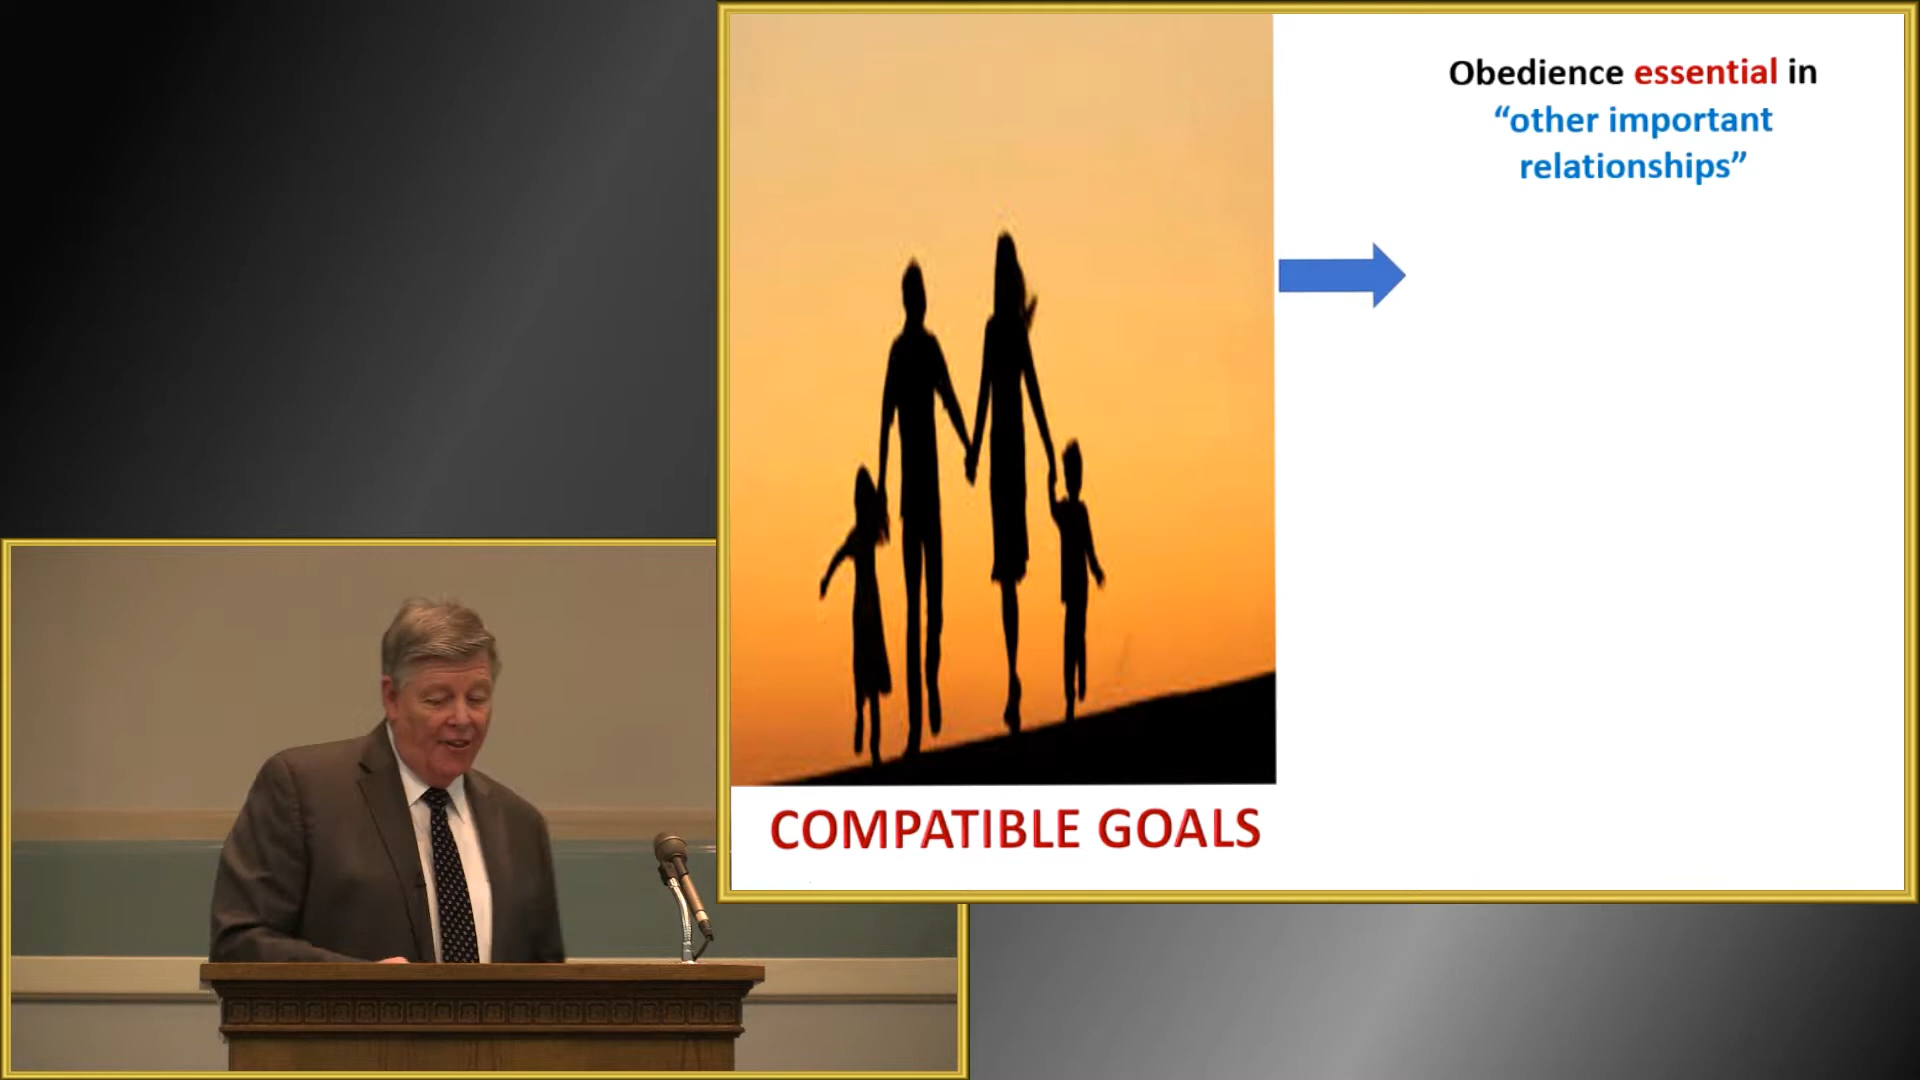 Obedience essential in
“other important
relationships”
COMPATIBLE GOALS